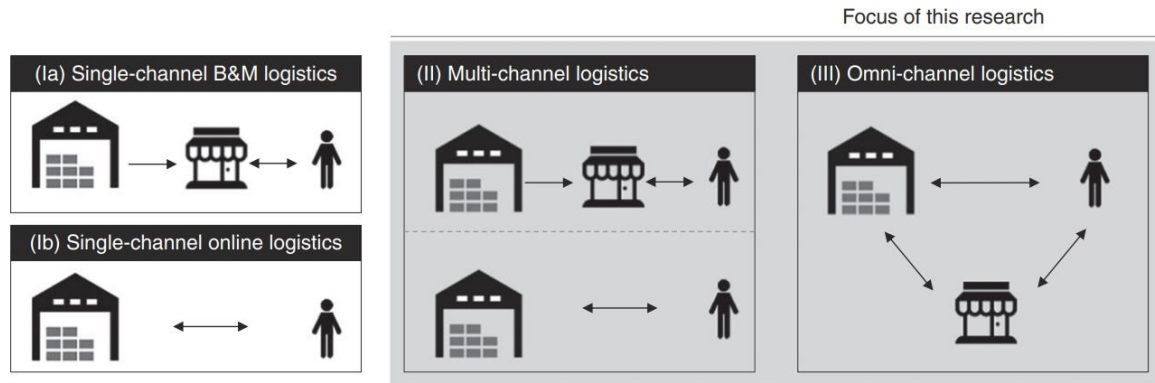 Focus of this research
(Ia) Single-channel B&M logistics
(II) Multi-channel logistics
(III) Omni-channel logistics
(Ib) Single-channel online logistics